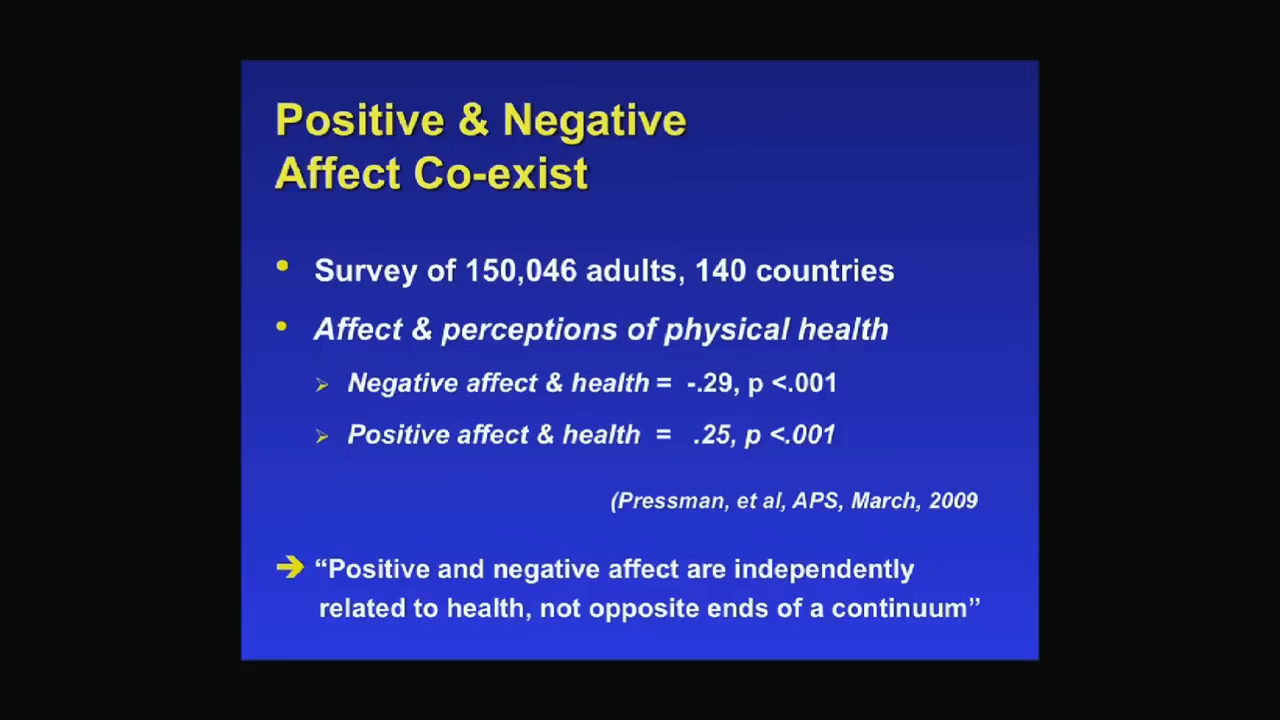 Positive & Negative
Affect Co-exist
• Survey of 150,046 adults, 140 countries
• Affect & perceptions of physical health
➢ Negative affect & health = -.29, p <.001
➢ Positive affect & health = .25, p <.001
(Pressman, et al, APS, March, 2009
➔ “Positive and negative affect are independently
related to health, not opposite ends of a continuum”